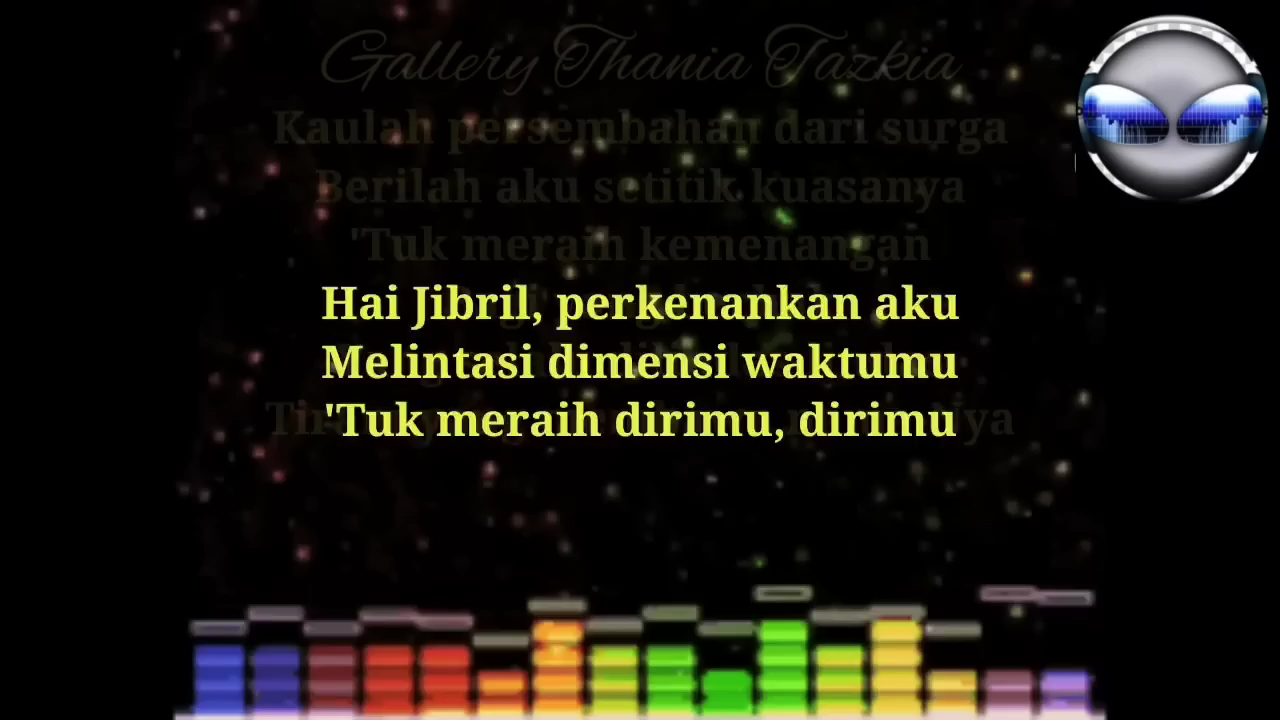 Gallery Thania Tazkia
Kaulah persembahan dari surga
Berilah aku setitik kuasanya
'Tuk meraih kemenangan
Hai Jibril, perkenankan aku
Melintasi dimensi waktumu
'Tuk meraih dirimu, dirimu